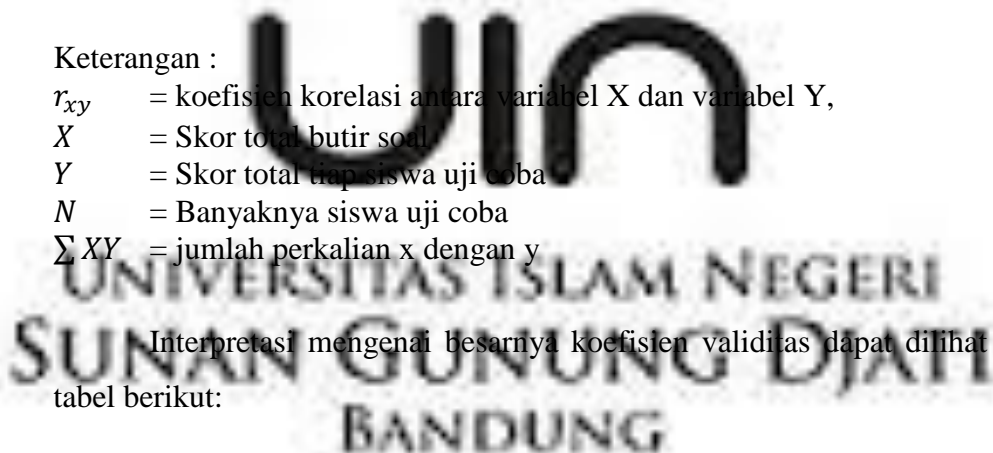 Keterangan :
r_xy = koefisien korelasi antara variabel X dan variabel Y,
X = Skor total butir soal
Y = Skor total tiap siswa uji coba
N = Banyaknya siswa uji coba
∑ XY = jumlah perkalian x dengan y
uin
UNIVERSITAS ISLAM NEGERI
SUNAN GUNUNG DJATI
BANDUNG
Interpretasi mengenai besarnya koefisien validitas dapat dilihat
tabel berikut: